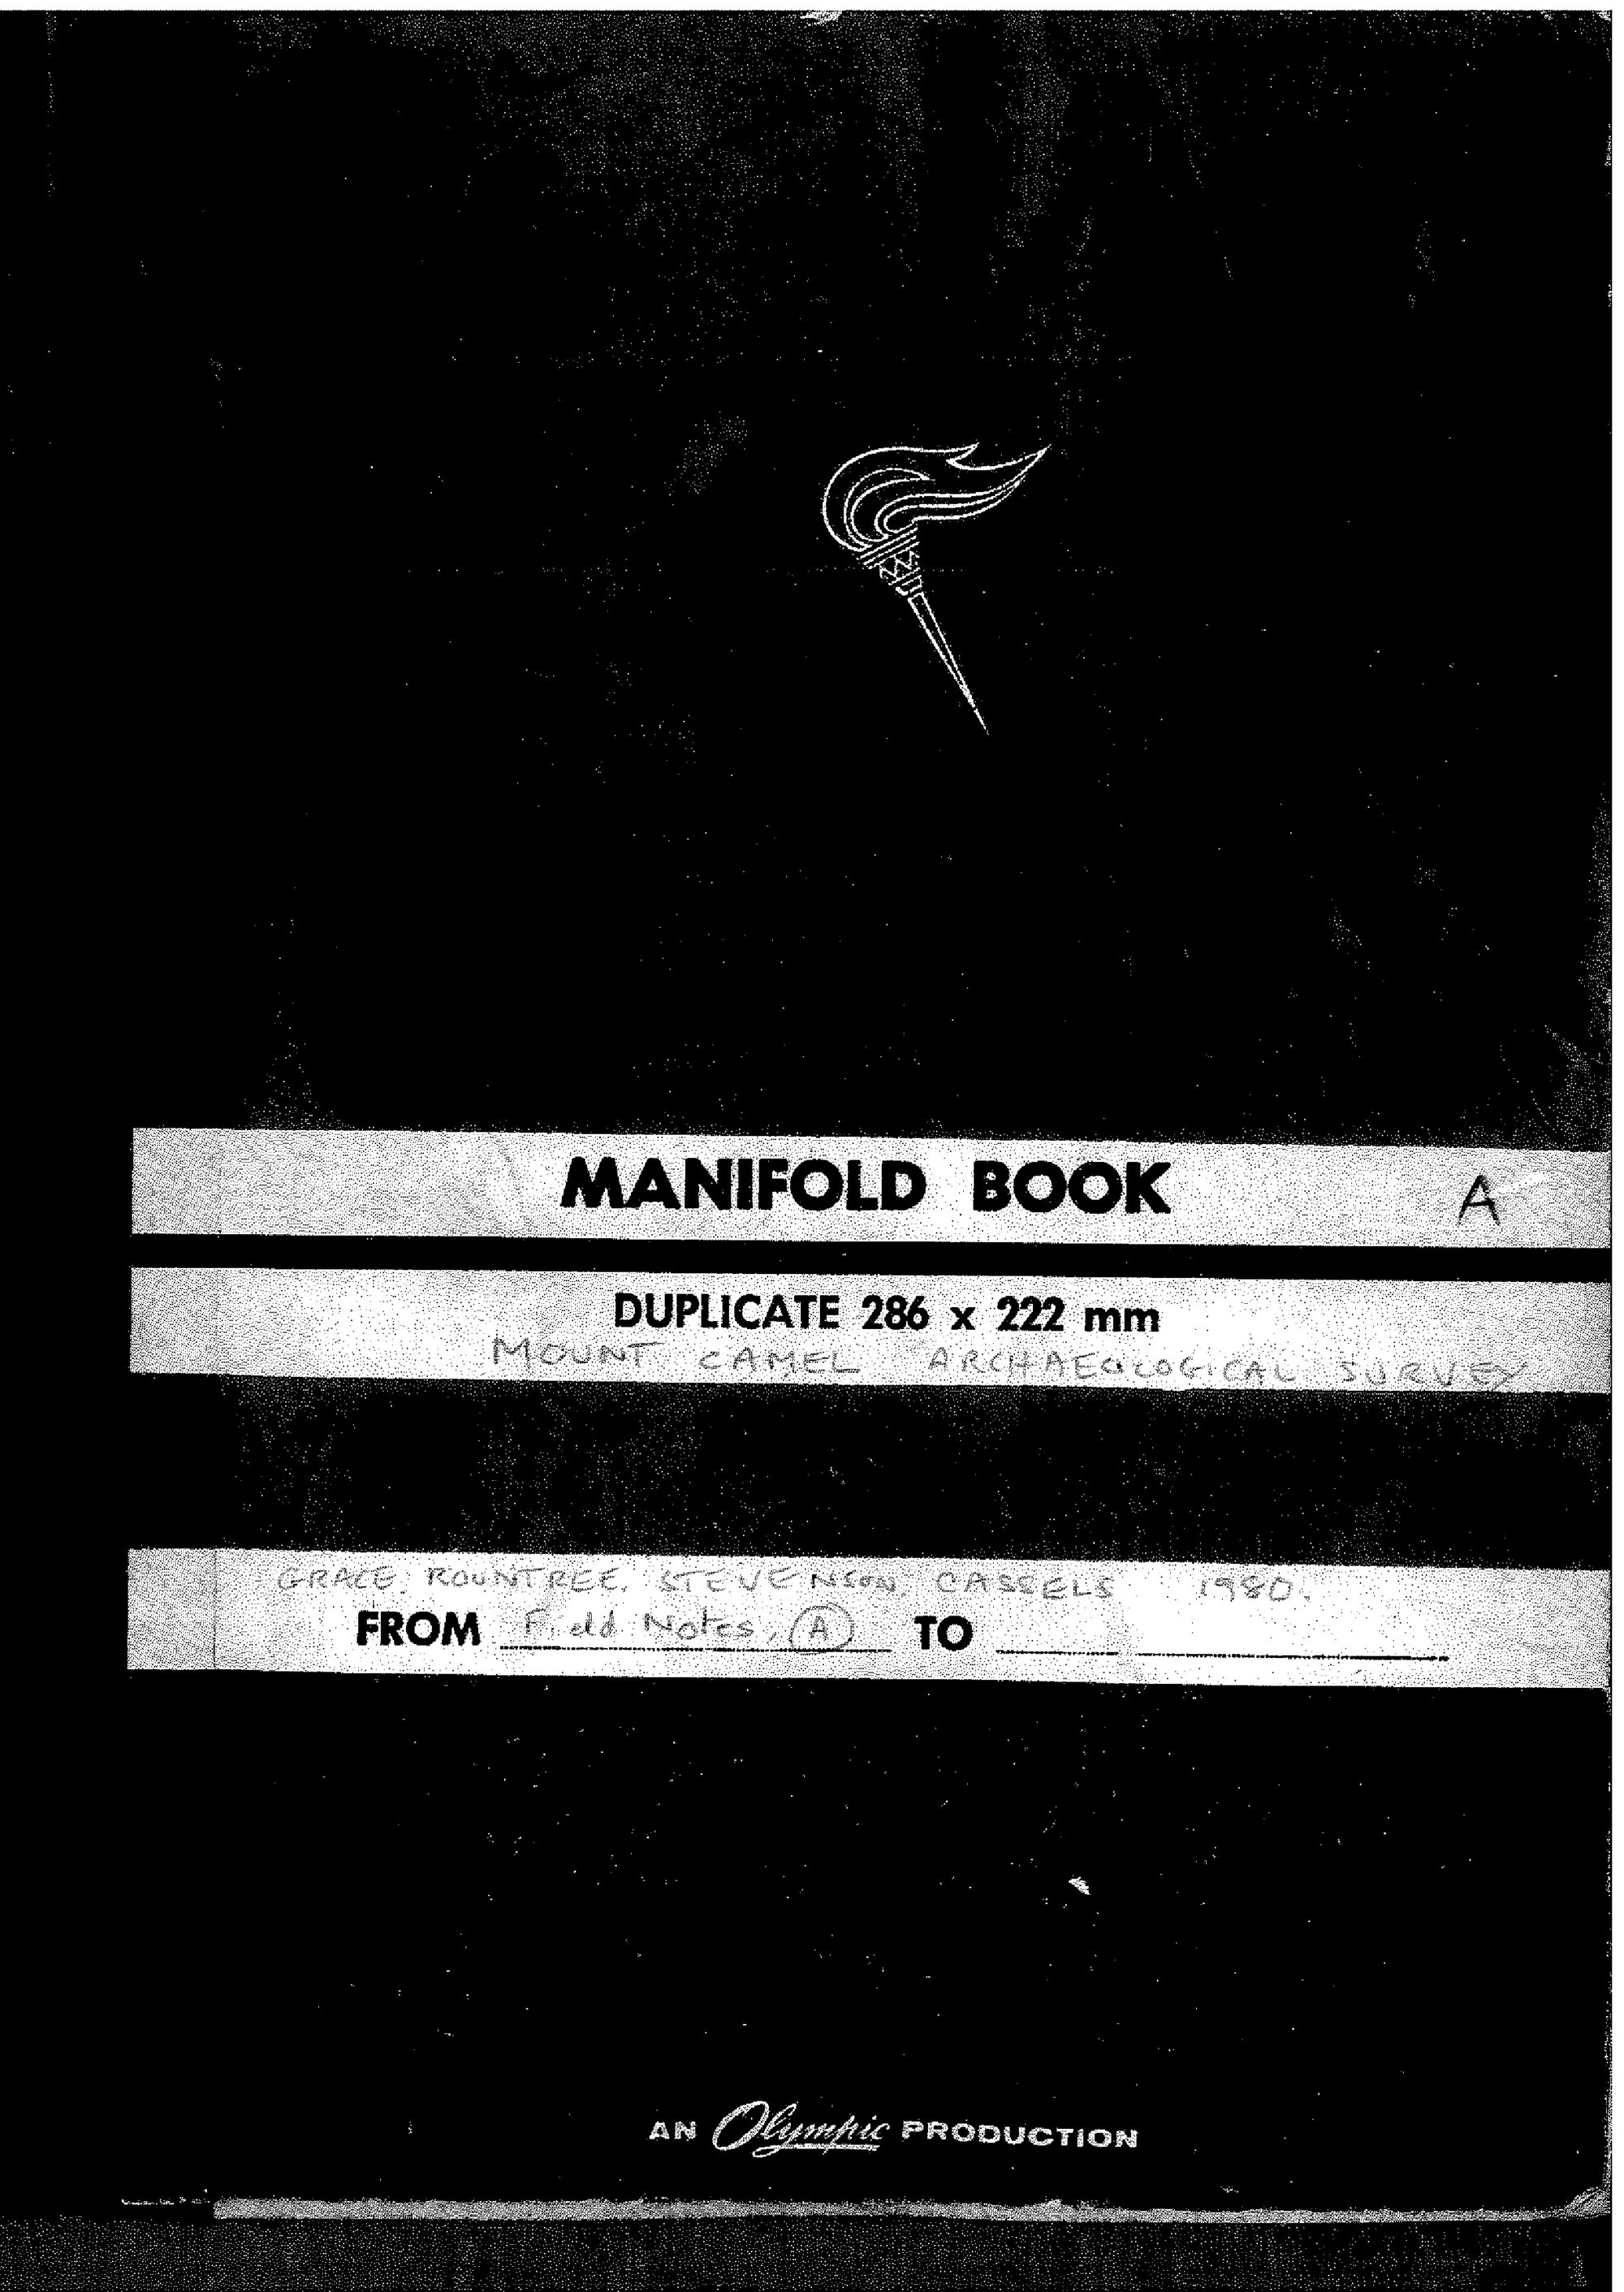 MANIFOLD BOOK A
DUPLICATE 286 x 222 mm
MOUNT CAMEL ARCHAEOLOGICAL SURVEY
GRACE, ROUNTREE, STEVENSON CASSELS 1980.
FROM Field Notes, A TO
AN Olympic PRODUCTION